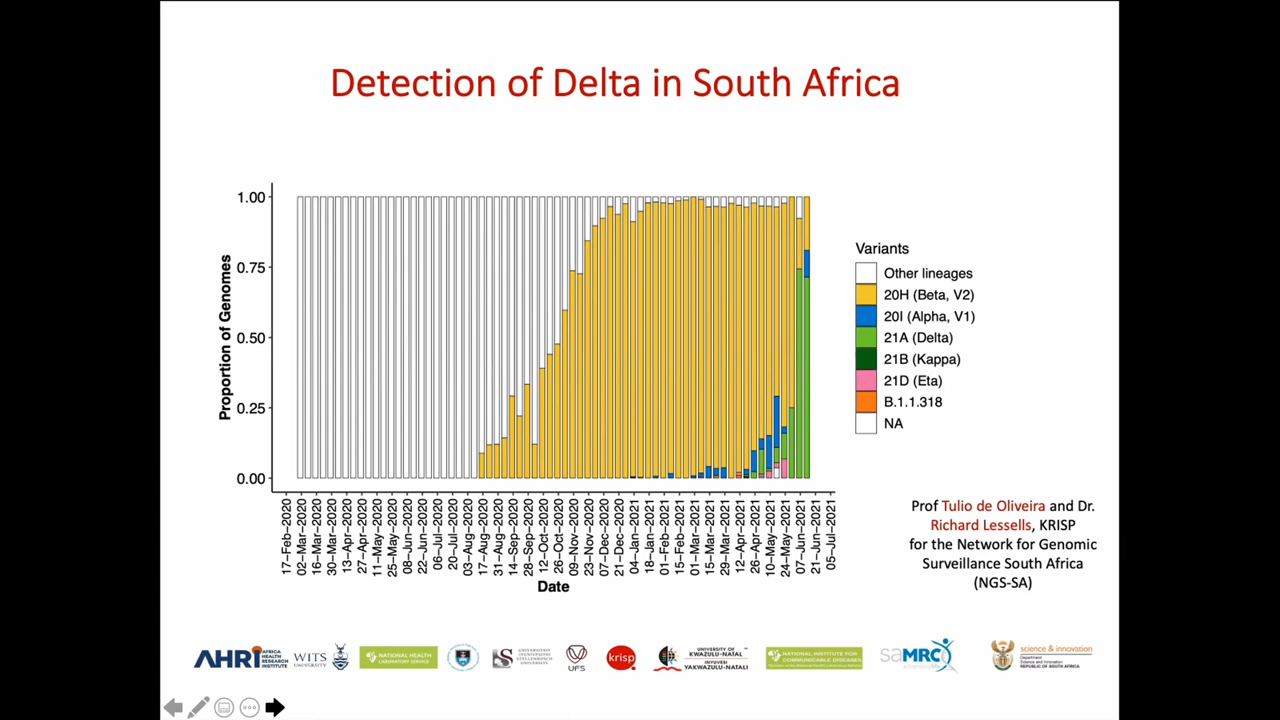 Detection of Delta in South Africa
1.00
0.75
0.50
0.25
0.00
Proportion of Genomes
17–Feb–2020
02–Mar–2020
16–Mar–2020
30–Mar–2020
13–Apr–2020
27–Apr–2020
11–May–2020
25–May–2020
08–Jun–2020
22–Jun–2020
06–Jul–2020
20–Jul–2020
03–Aug–2020
17–Aug–2020
31–Aug–2020
14–Sep–2020
28–Sep–2020
12–Oct–2020
26–Oct–2020
09–Nov–2020
23–Nov–2020
07–Dec–2020
21–Dec–2020
04–Jan–2021
18–Jan–2021
01–Feb–2021
15–Feb–2021
01–Mar–2021
15–Mar–2021
29–Mar–2021
12–Apr–2021
26–Apr–2021
10–May–2021
24–May–2021
07–Jun–2021
21–Jun–2021
05–Jul–2021
Date
Variants
Other lineages
20H (Beta, V2)
20I (Alpha, V1)
21A (Delta)
21B (Kappa)
21D (Eta)
B.1.1.318
NA
Prof Tulio de Oliveira and Dr.
Richard Lessells, KRISP
for the Network for Genomic
Surveillance South Africa
(NGS-SA)
AHRI
AFRICA
HEALTH
RESEARCH
INSTITUTE
WITS
UNIVERSITY
NATIONAL HEALTH
LABORATORY SERVICE
UNIVERSITEIT
STELLENBOSCH
UNIVERSITY
UFS
krisp
UNIVERSITY OF
KWAZULU-NATAL
INYUVESI
YAKWAZULU-NATALI
NATIONAL INSTITUTE FOR
COMMUNICABLE DISEASES
saMRC
science & innovation
Department:
Science and Innovation
REPUBLIC OF SOUTH AFRICA